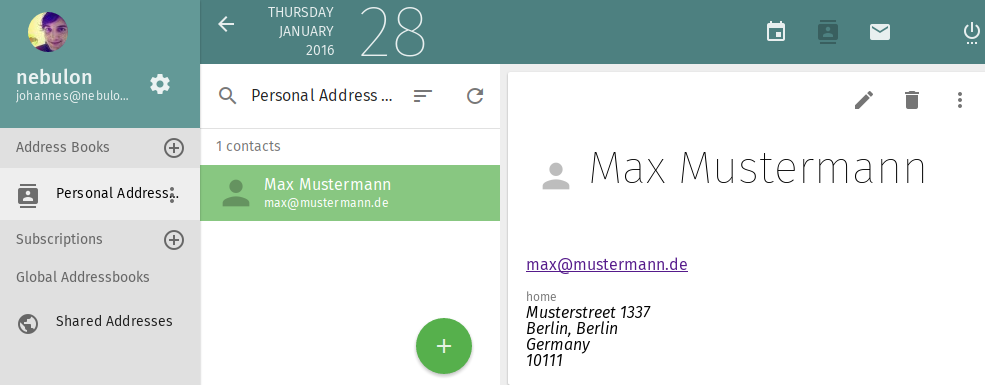 nebulon
johannes@nebulo...
Address Books
Personal Address...
Subscriptions
Global Addressbooks
Shared Addresses
THURSDAY
JANUARY
2016
28
Personal Address ...
1 contacts
Max Mustermann
max@mustermann.de
Max Mustermann
max@mustermann.de
home
Musterstreet 1337
Berlin, Berlin
Germany
10111